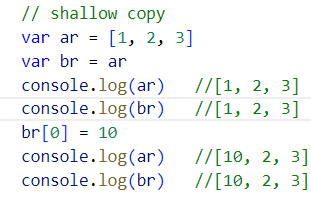 // shallow copy
var ar = [1, 2, 3]
var br = ar
console.log(ar)   //[1, 2, 3]
console.log(br)   //[1, 2, 3]
br[0] = 10
console.log(ar)   //[10, 2, 3]
console.log(br)   //[10, 2, 3]